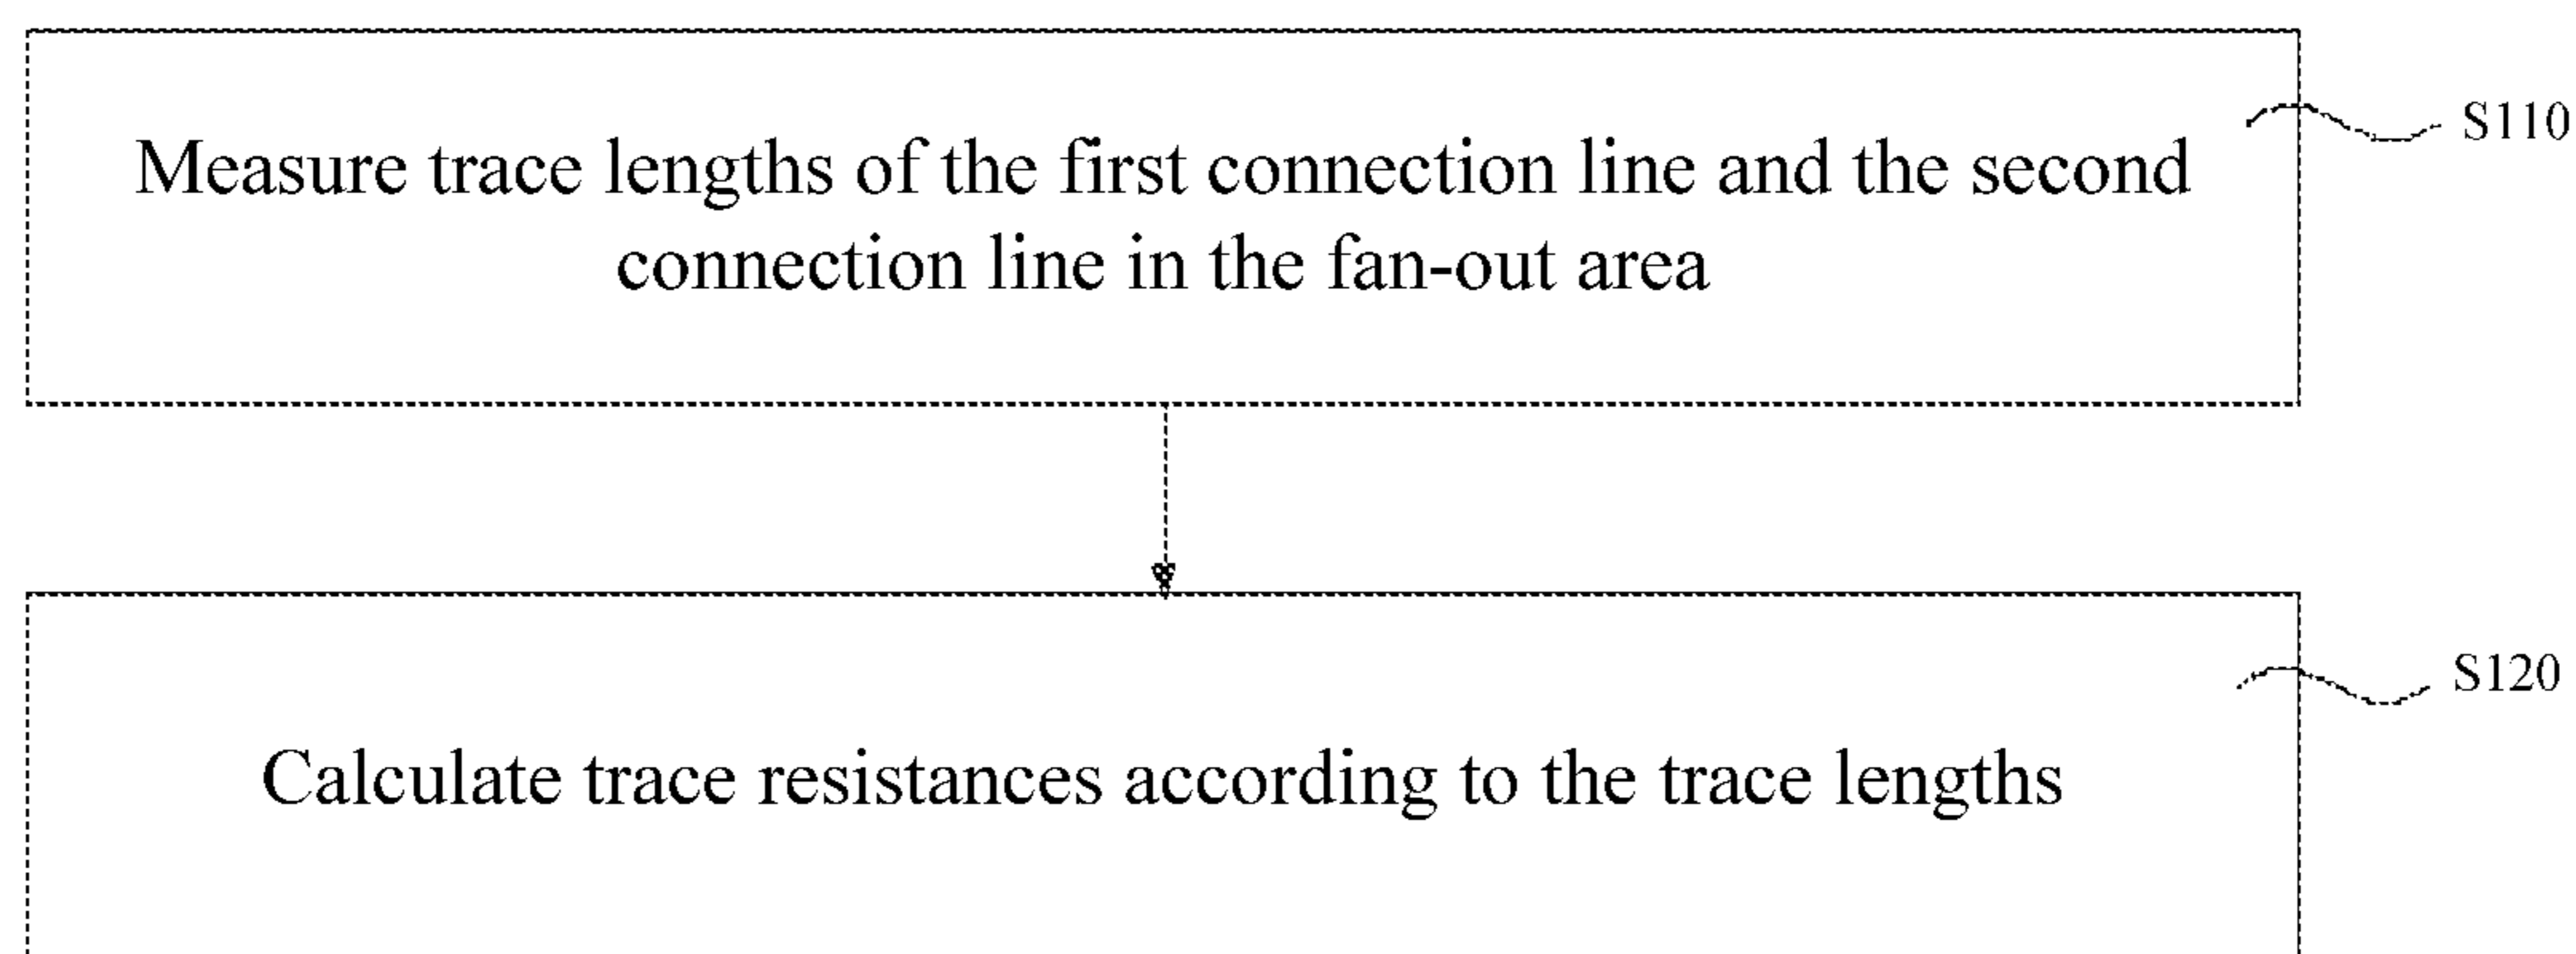 Measure trace lengths of the first connection line and the second
connection line in the fan-out area
S110
Calculate trace resistances according to the trace lengths
S120